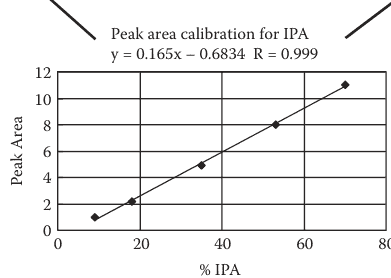 Peak area calibration for IPA
y = 0.165x – 0.6834  R = 0.999
12
10
8
6
4
2
0
Peak Area
0 20 40 60 80
% IPA